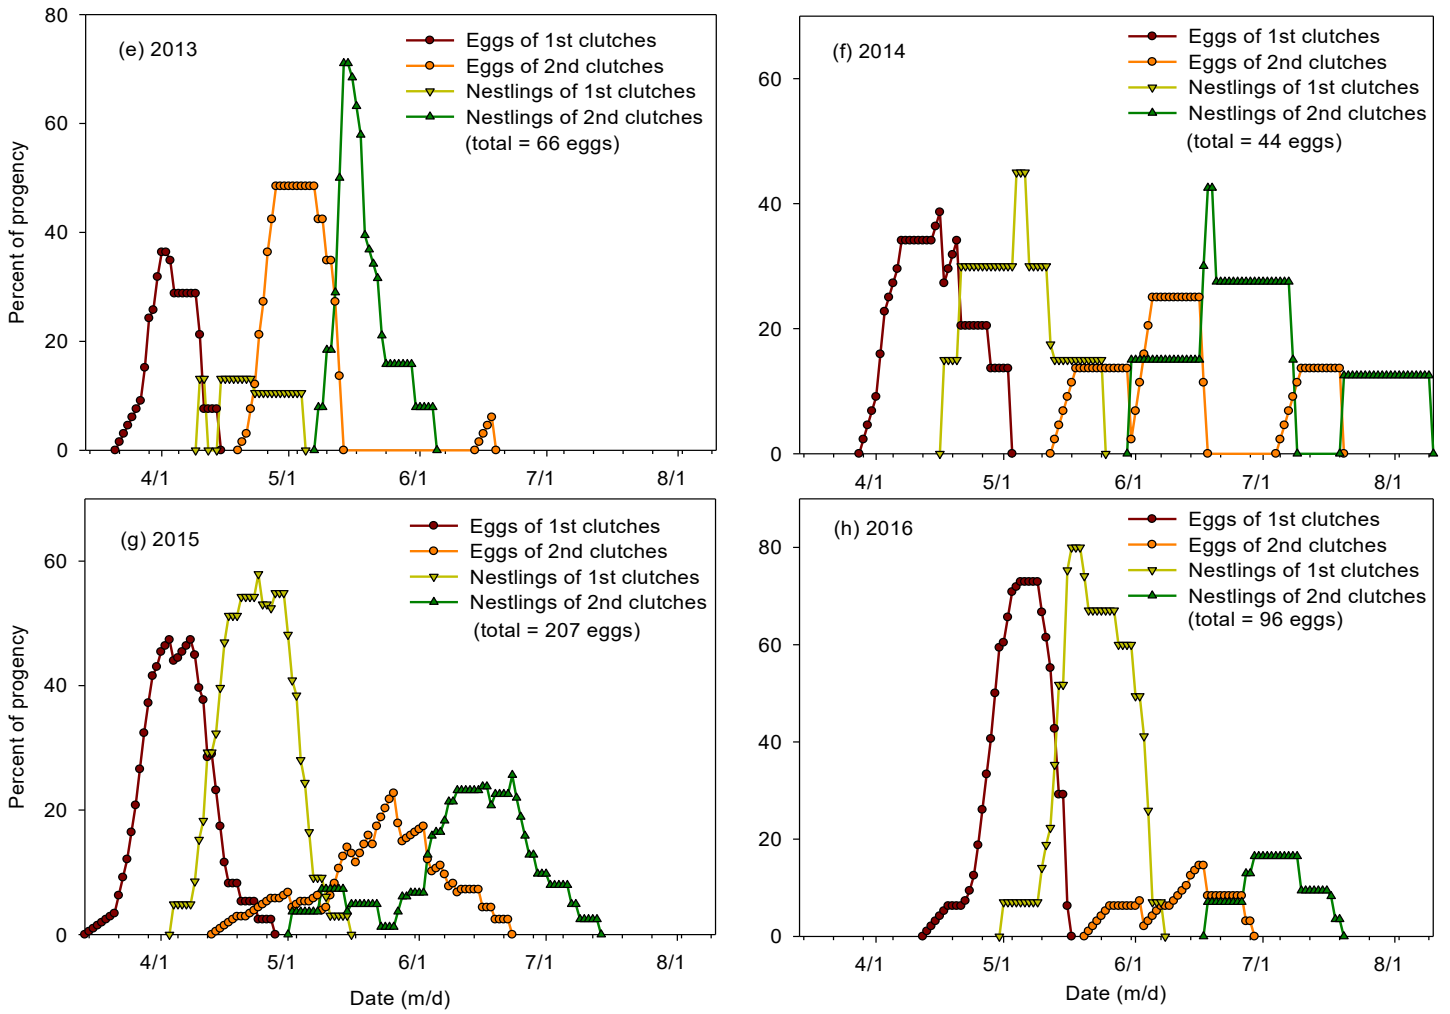 (e) 2013
Eggs of 1st clutches
Eggs of 2nd clutches
Nestlings of 1st clutches
Nestlings of 2nd clutches
(total = 66 eggs)
Percent of progency
80
60
40
20
0
4/1 5/1 6/1 7/1 8/1
(f) 2014
Eggs of 1st clutches
Eggs of 2nd clutches
Nestlings of 1st clutches
Nestlings of 2nd clutches
(total = 44 eggs)
60
40
20
0
4/1 5/1 6/1 7/1 8/1
(g) 2015
Eggs of 1st clutches
Eggs of 2nd clutches
Nestlings of 1st clutches
Nestlings of 2nd clutches
(total = 207 eggs)
Percent of progency
60
40
20
0
4/1 5/1 6/1 7/1 8/1
Date (m/d)
(h) 2016
Eggs of 1st clutches
Eggs of 2nd clutches
Nestlings of 1st clutches
Nestlings of 2nd clutches
(total = 96 eggs)
80
60
40
20
0
4/1 5/1 6/1 7/1 8/1
Date (m/d)